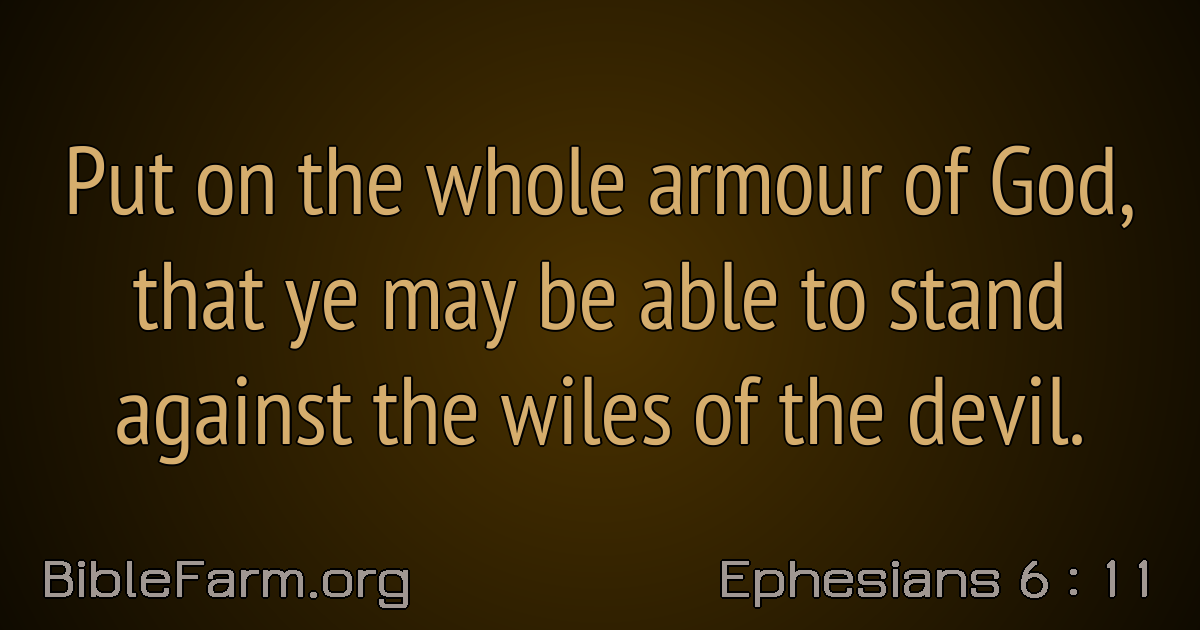 Put on the whole armour of God,
that ye may be able to stand
against the wiles of the devil.
BibleFarm.org
Ephesians 6 : 11